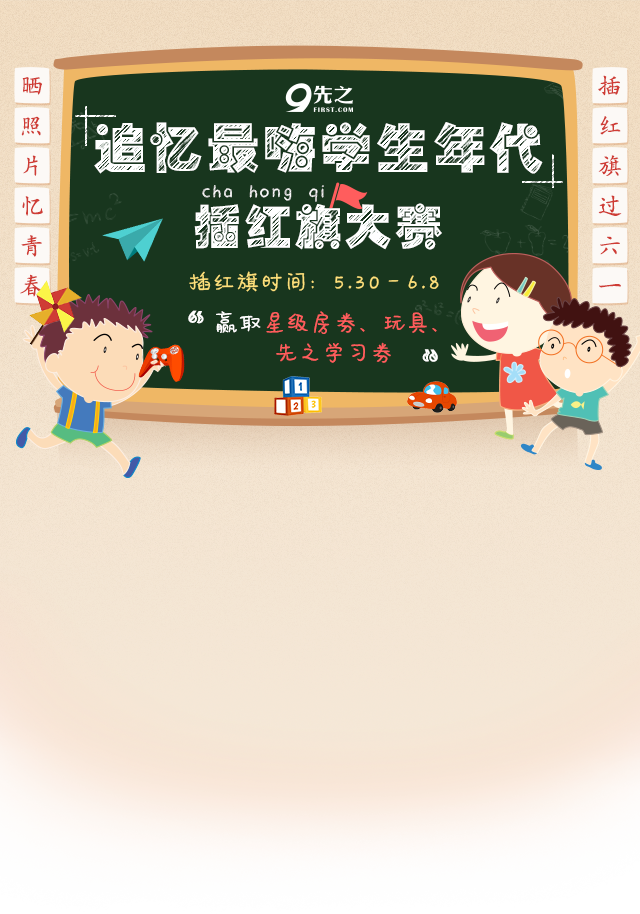 晒照片忆青春
插红旗过六一
先之
FIRST.COM
追忆最嗨学生年代
cha hong qi
插红旗大赛
插红旗时间：5.30-6.8
“赢取星级房券、玩具、
先之学习券”
1
2 3